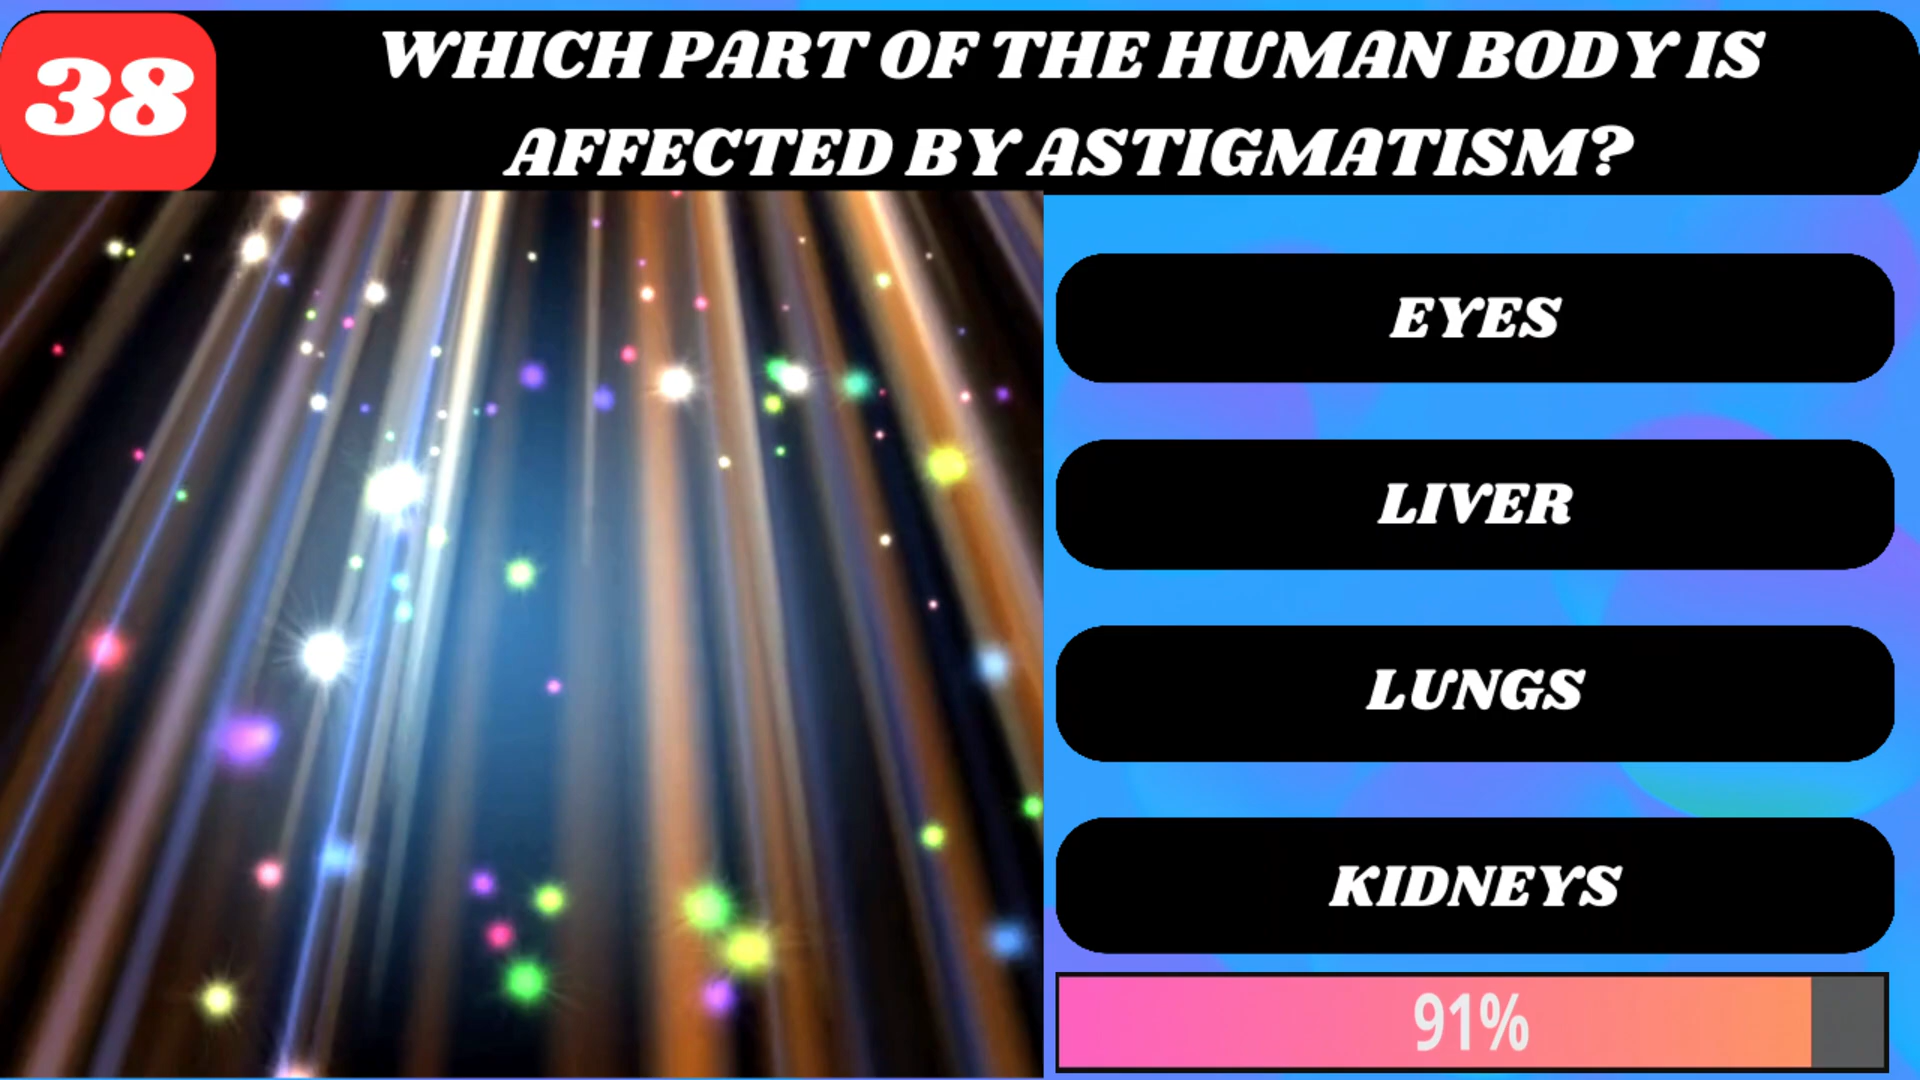 38
WHICH PART OF THE HUMAN BODY IS
AFFECTED BY ASTIGMATISM?
EYES
LIVER
LUNGS
KIDNEYS
91%